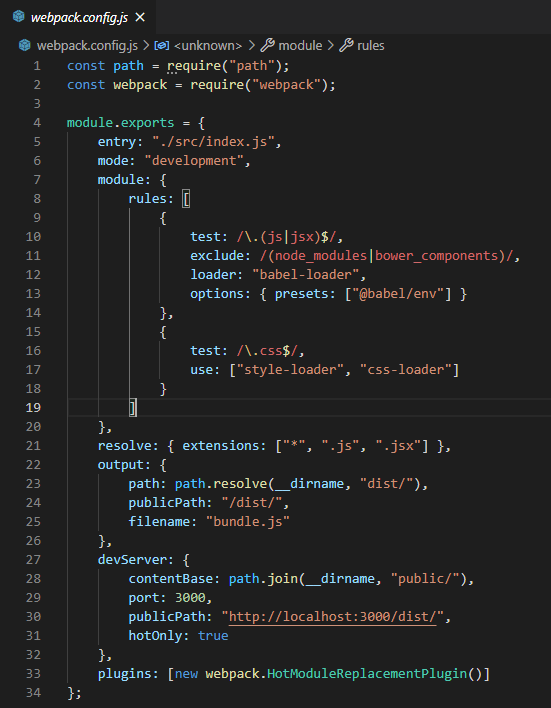 webpack.config.js ×
webpack.config.js > <unknown> > module > rules
1 const path = require("path");
2 const webpack = require("webpack");
3
4 module.exports = {
5     entry: "./src/index.js",
6     mode: "development",
7     module: {
8         rules: [
9             {
10                 test: /\.(js|jsx)$/,
11                 exclude: /(node_modules|bower_components)/,
12                 loader: "babel-loader",
13                 options: { presets: ["@babel/env"] }
14             },
15             {
16                 test: /\.css$/,
17                 use: ["style-loader", "css-loader"]
18             }
19         ]
20     },
21     resolve: { extensions: ["*", ".js", ".jsx"] },
22     output: {
23         path: path.resolve(__dirname, "dist/"),
24         publicPath: "/dist/",
25         filename: "bundle.js"
26     },
27     devServer: {
28         contentBase: path.join(__dirname, "public/"),
29         port: 3000,
30         publicPath: "http://localhost:3000/dist/",
31         hotOnly: true
32     },
33     plugins: [new webpack.HotModuleReplacementPlugin()]
34 };